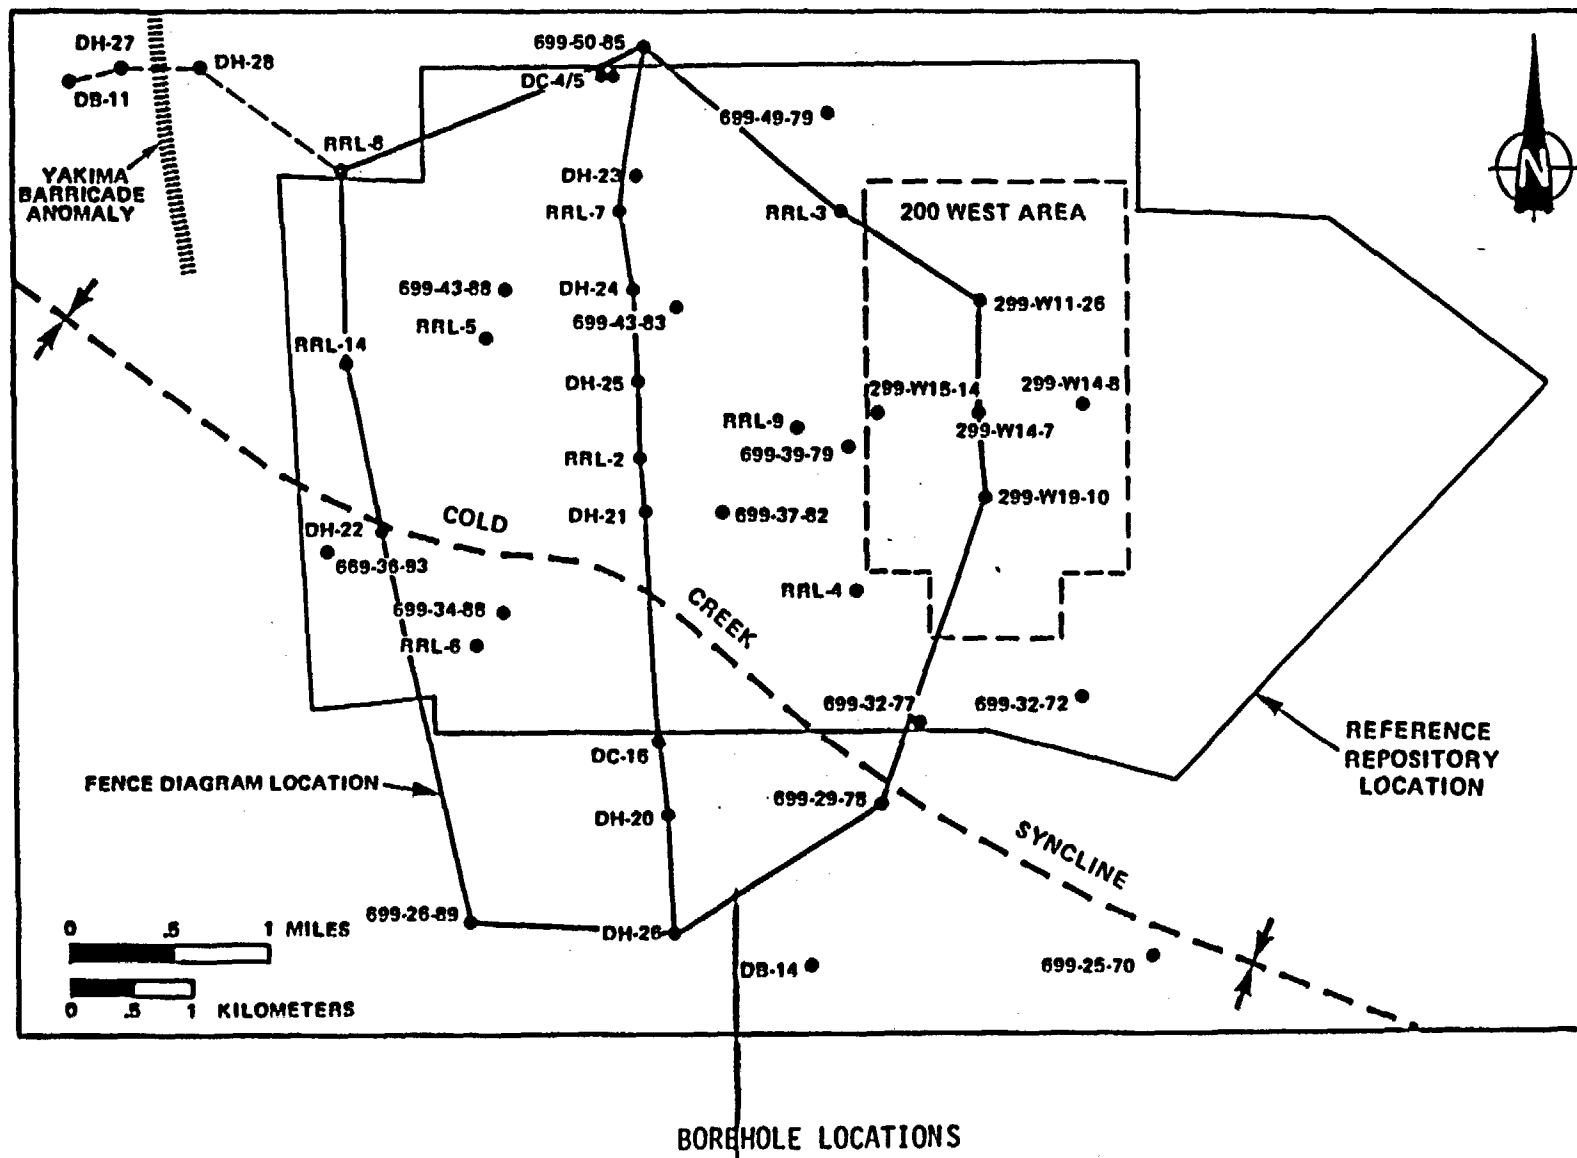 699-50-85
DH-27
DH-28
DC-4/5
DB-11
699-49-79
RRL-8
YAKIMA
BARRICADE
ANOMALY
DH-23
RRL-7
RRL-3
200 WEST AREA
N
699-43-88
DH-24
299-W11-26
699-43-83
RRL-5
RRL-14
DH-25
299-W15-14
299-W14-8
RRL-9
299-W14-7
699-39-79
RRL-2
299-W19-10
DH-21
699-37-82
COLD
DH-22
669-36-93
RRL-4
CREEK
699-34-88
RRL-6
699-32-77
699-32-72
REFERENCE
REPOSITORY
LOCATION
DC-16
FENCE DIAGRAM LOCATION
699-29-78
DH-20
SYNCLINE
699-26-89
0 .5 1 MILES
DH-26
DB-14
699-25-70
0 .5 1 KILOMETERS
BOREHOLE LOCATIONS